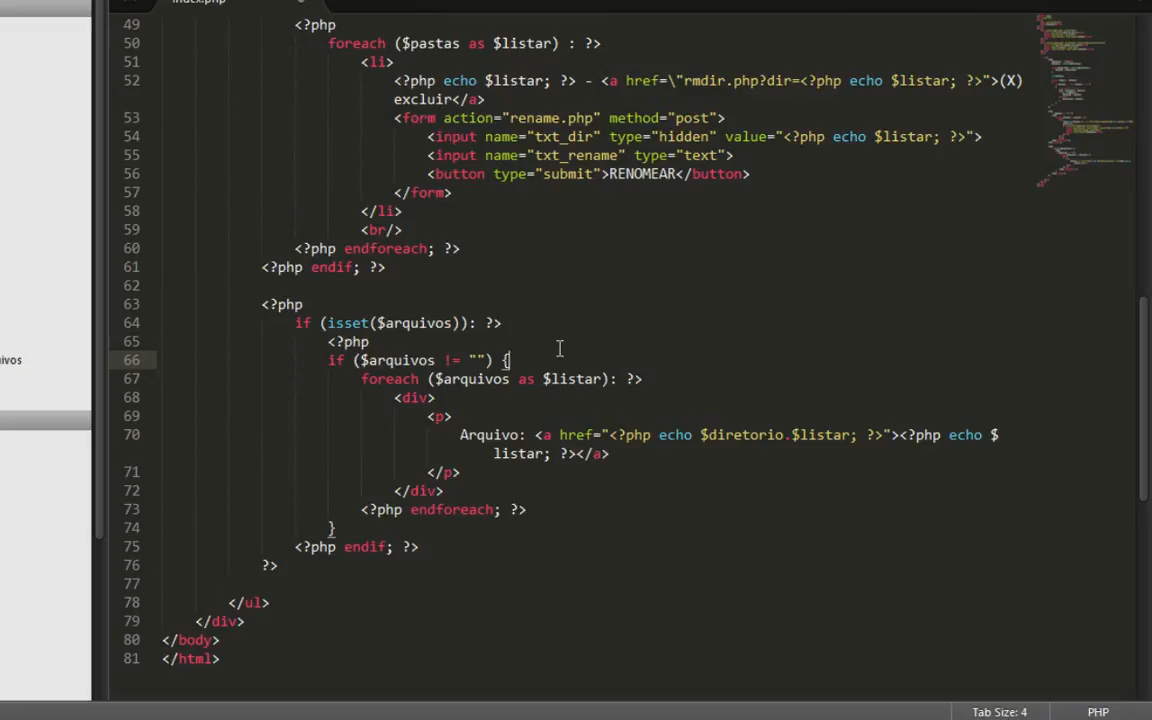 index.php
49 <?php
50 foreach ($pastas as $listar) : ?>
51 <li>
52 <?php echo $listar; ?> - <a href=\"rmdir.php?dir=<?php echo $listar; ?>">(X)
excluir</a>
53 <form action="rename.php" method="post">
54 <input name="txt_dir" type="hidden" value="<?php echo $listar; ?>">
55 <input name="txt_rename" type="text">
56 <button type="submit">RENOMEAR</button>
57 </form>
58 </li>
59 <br/>
60 <?php endforeach; ?>
61 <?php endif; ?>
62
63 <?php
64 if (isset($arquivos)): ?>
65 <?php
uivos
66 if ($arquivos != "") {
67 foreach ($arquivos as $listar): ?>
68 <div>
69 <p>
70 Arquivo: <a href="<?php echo $diretorio.$listar; ?>"><?php echo $
listar; ?></a>
71 </p>
72 </div>
73 <?php endforeach; ?>
74 }
75 <?php endif; ?>
76 ?>
77
78 </ul>
79 </div>
80 </body>
81 </html>
Tab Size: 4 PHP